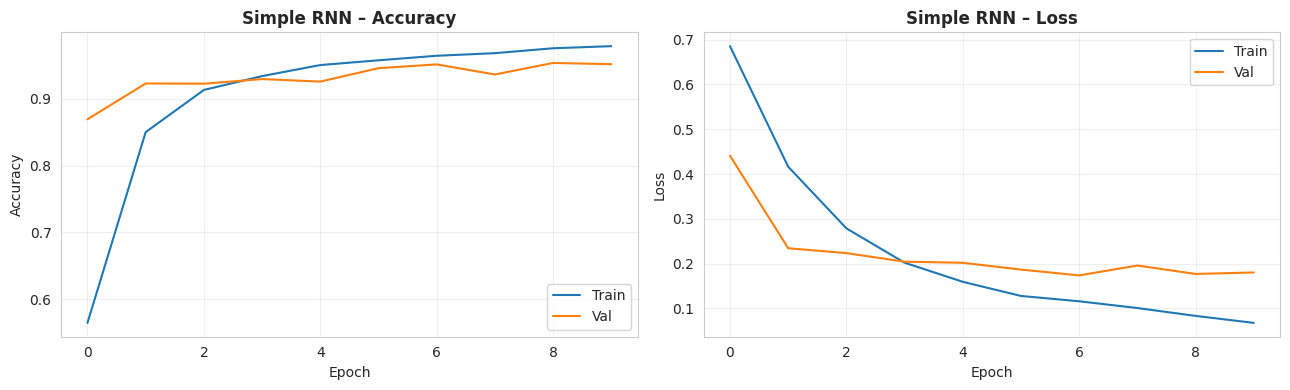 Simple RNN – Accuracy
Accuracy
0.9
0.8
0.7
0.6
0
2
4
6
8
Epoch
Train
Val
Simple RNN – Loss
Loss
0.7
0.6
0.5
0.4
0.3
0.2
0.1
0
2
4
6
8
Epoch
Train
Val